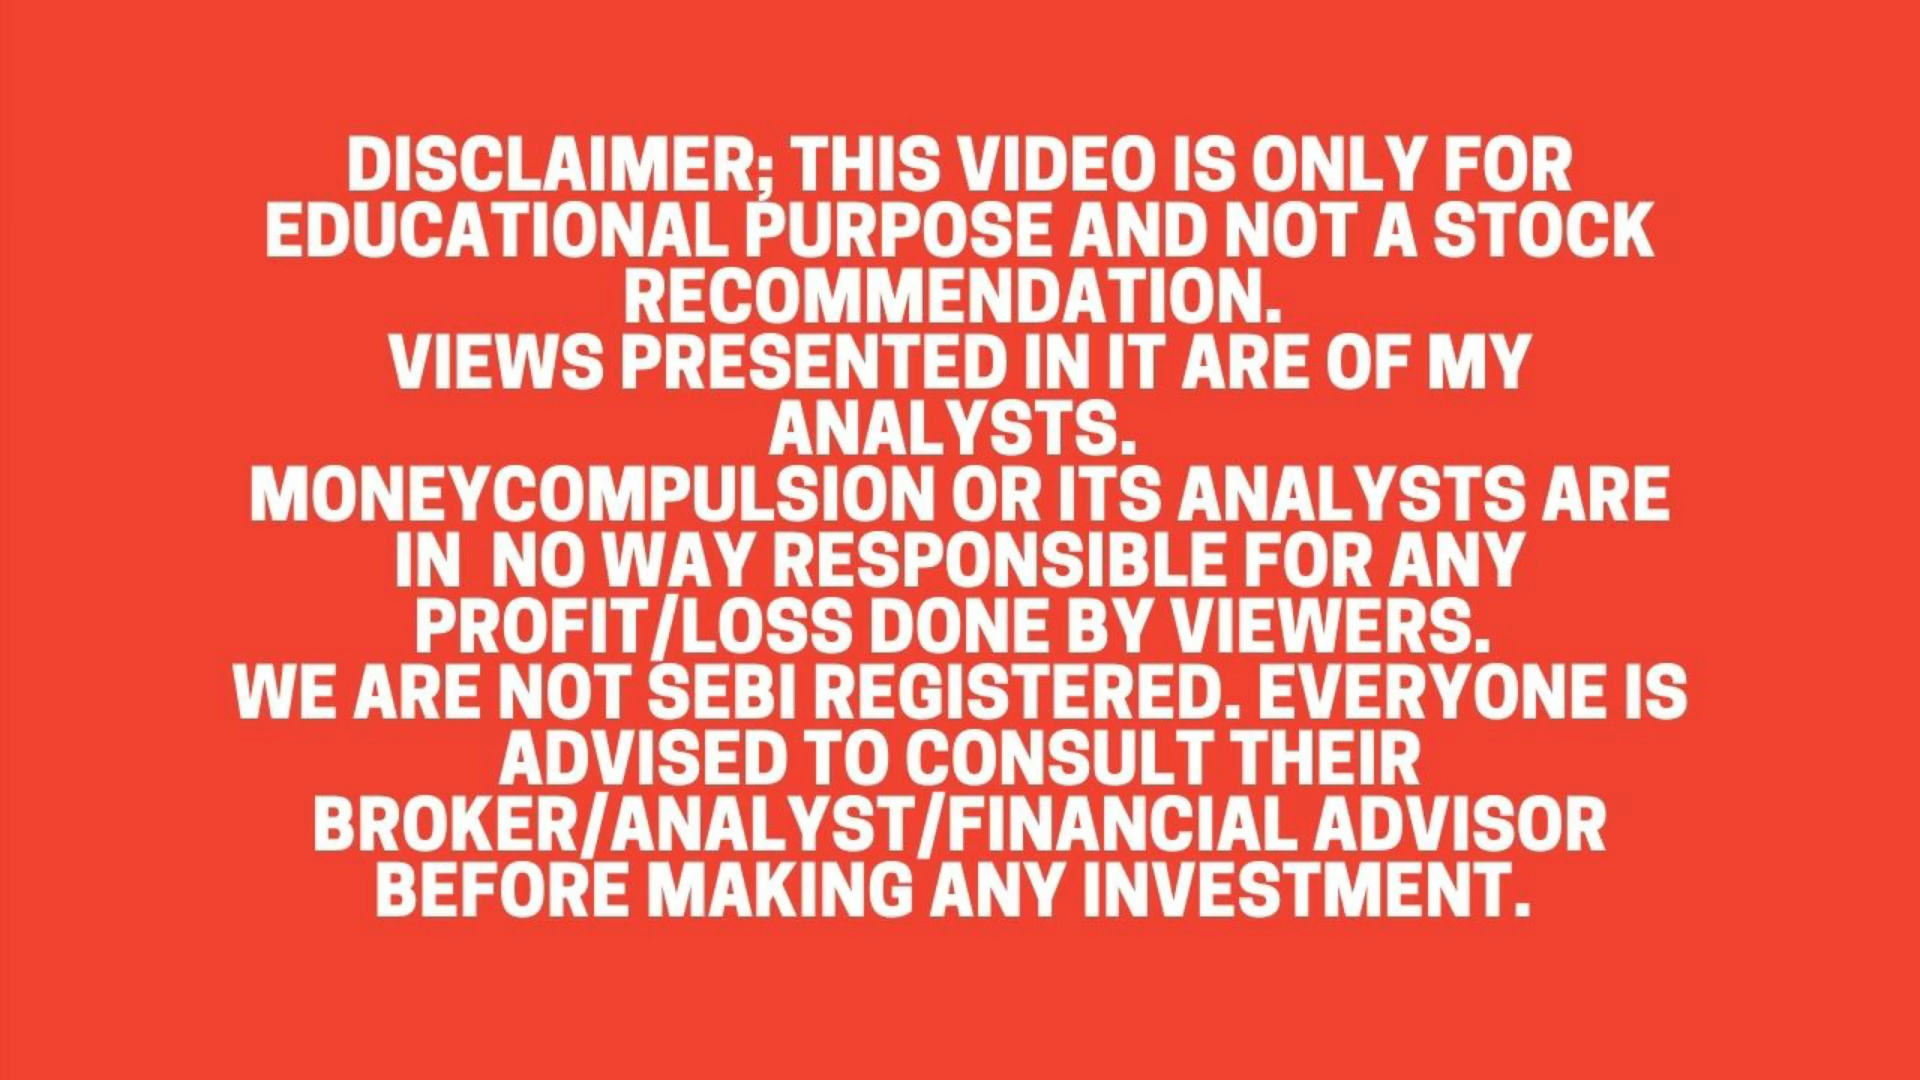 DISCLAIMER; THIS VIDEO IS ONLY FOR
EDUCATIONAL PURPOSE AND NOT A STOCK
RECOMMENDATION.
VIEWS PRESENTED IN IT ARE OF MY
ANALYSTS.
MONEYCOMPULSION OR ITS ANALYSTS ARE
IN NO WAY RESPONSIBLE FOR ANY
PROFIT/LOSS DONE BY VIEWERS.
WE ARE NOT SEBI REGISTERED. EVERYONE IS
ADVISED TO CONSULT THEIR
BROKER/ANALYST/FINANCIAL ADVISOR
BEFORE MAKING ANY INVESTMENT.